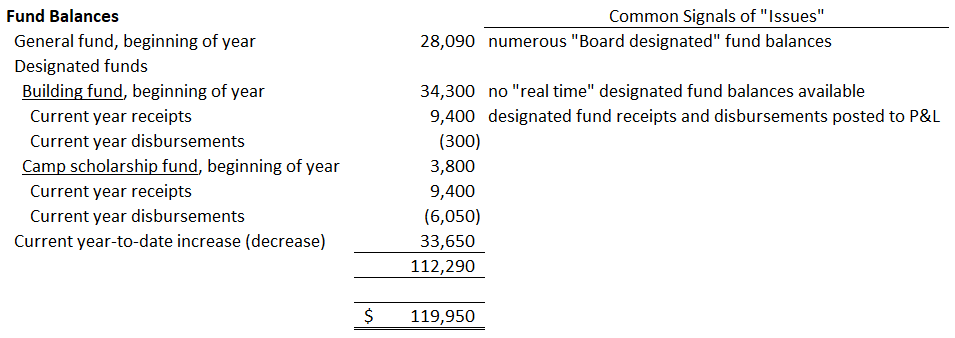 Fund Balances Common Signals of "Issues"
General fund, beginning of year 28,090 numerous "Board designated" fund balances
Designated funds
Building fund, beginning of year 34,300 no "real time" designated fund balances available
Current year receipts 9,400 designated fund receipts and disbursements posted to P&L
Current year disbursements (300)
Camp scholarship fund, beginning of year 3,800
Current year receipts 9,400
Current year disbursements (6,050)
Current year-to-date increase (decrease) 33,650
112,290
$ 119,950